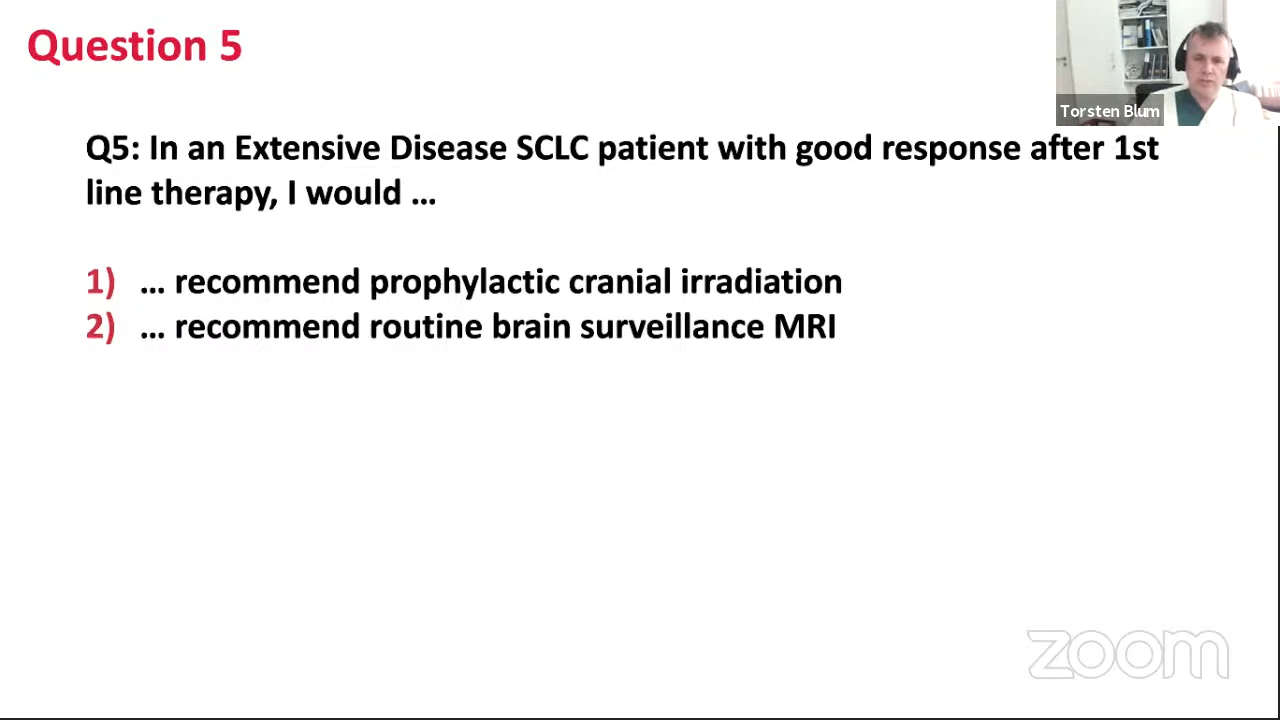 Question 5
Torsten Blum
Q5: In an Extensive Disease SCLC patient with good response after 1st
line therapy, I would …
1) … recommend prophylactic cranial irradiation
2) … recommend routine brain surveillance MRI
zoom